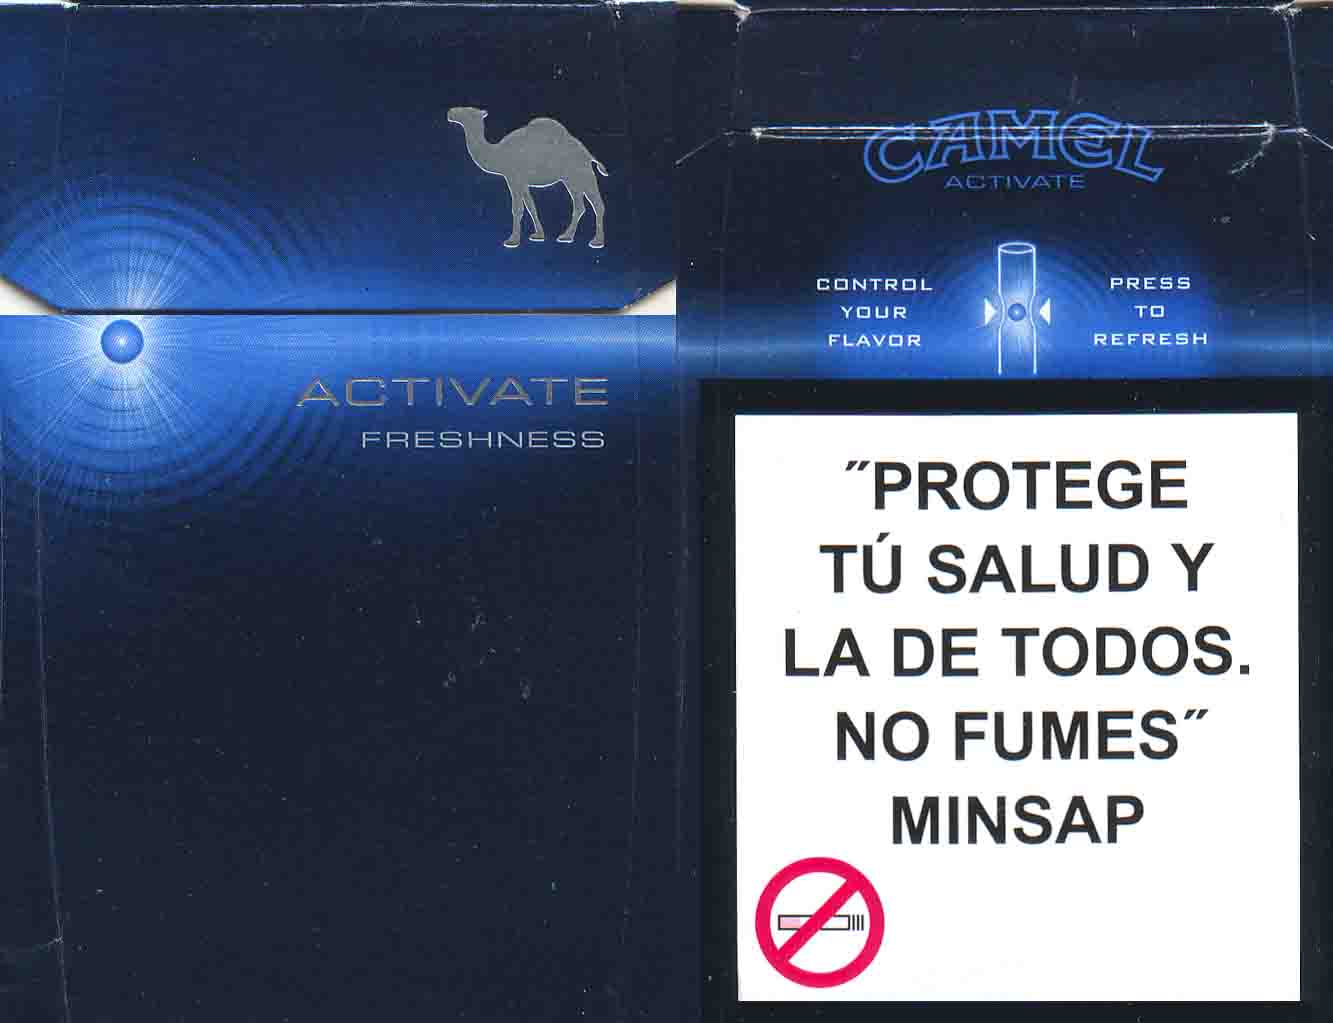 ACTIVATE
FRESHNESS
CAMEL
ACTIVATE
CONTROL
YOUR
FLAVOR
PRESS
TO
REFRESH
˝PROTEGE
TÚ SALUD Y
LA DE TODOS.
NO FUMES˝
MINSAP